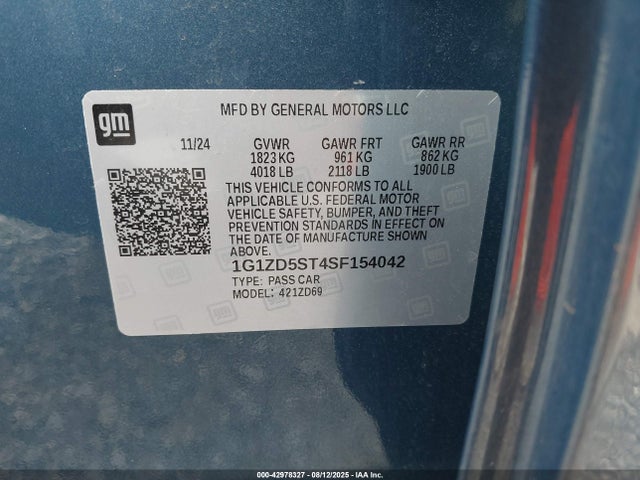 gm
MFD BY GENERAL MOTORS LLC
11/24 GVWR GAWR FRT GAWR RR
1823 KG 961 KG 862 KG
4018 LB 2118 LB 1900 LB
THIS VEHICLE CONFORMS TO ALL
APPLICABLE U.S. FEDERAL MOTOR
VEHICLE SAFETY, BUMPER, AND THEFT
PREVENTION STANDARDS IN EFFECT ON
THE DATE OF MANUFACTURE SHOWN
ABOVE.
1G1ZD5ST4SF154042
TYPE: PASS CAR
MODEL: 421ZD69
000-42978327 - 08/12/2025 - IAA Inc.